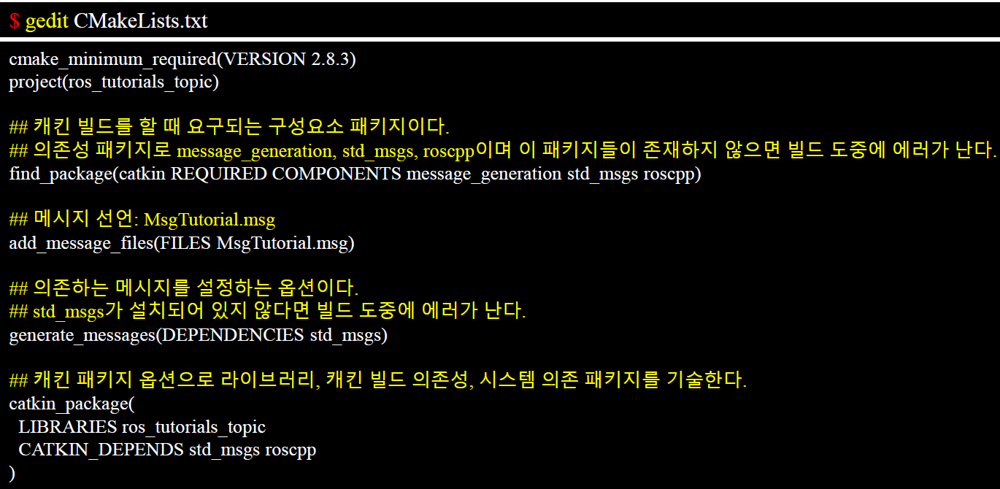 $ gedit CMakeLists.txt
cmake_minimum_required(VERSION 2.8.3)
project(ros_tutorials_topic)
## 캐킨 빌드를 할 때 요구되는 구성요소 패키지이다.
## 의존성 패키지로 message_generation, std_msgs, roscpp이며 이 패키지들이 존재하지 않으면 빌드 도중에 에러가 난다.
find_package(catkin REQUIRED COMPONENTS message_generation std_msgs roscpp)
## 메시지 선언: MsgTutorial.msg
add_message_files(FILES MsgTutorial.msg)
## 의존하는 메시지를 설정하는 옵션이다.
## std_msgs가 설치되어 있지 않다면 빌드 도중에 에러가 난다.
generate_messages(DEPENDENCIES std_msgs)
## 캐킨 패키지 옵션으로 라이브러리, 캐킨 빌드 의존성, 시스템 의존 패키지를 기술한다.
catkin_package(
  LIBRARIES ros_tutorials_topic
  CATKIN_DEPENDS std_msgs roscpp
)